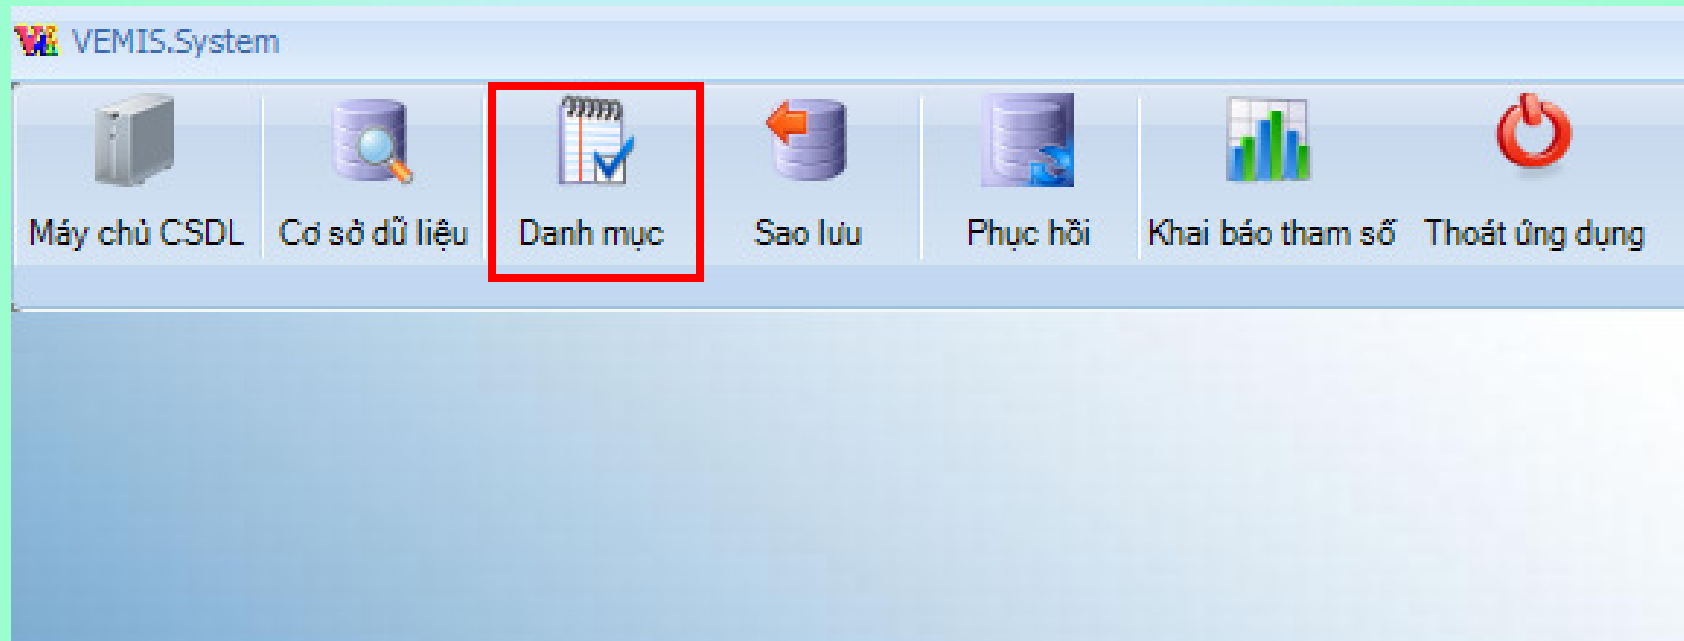 VEMIS.System
Máy chủ CSDL Cơ sở dữ liệu Danh mục Sao lưu Phục hồi Khai báo tham số Thoát ứng dụng